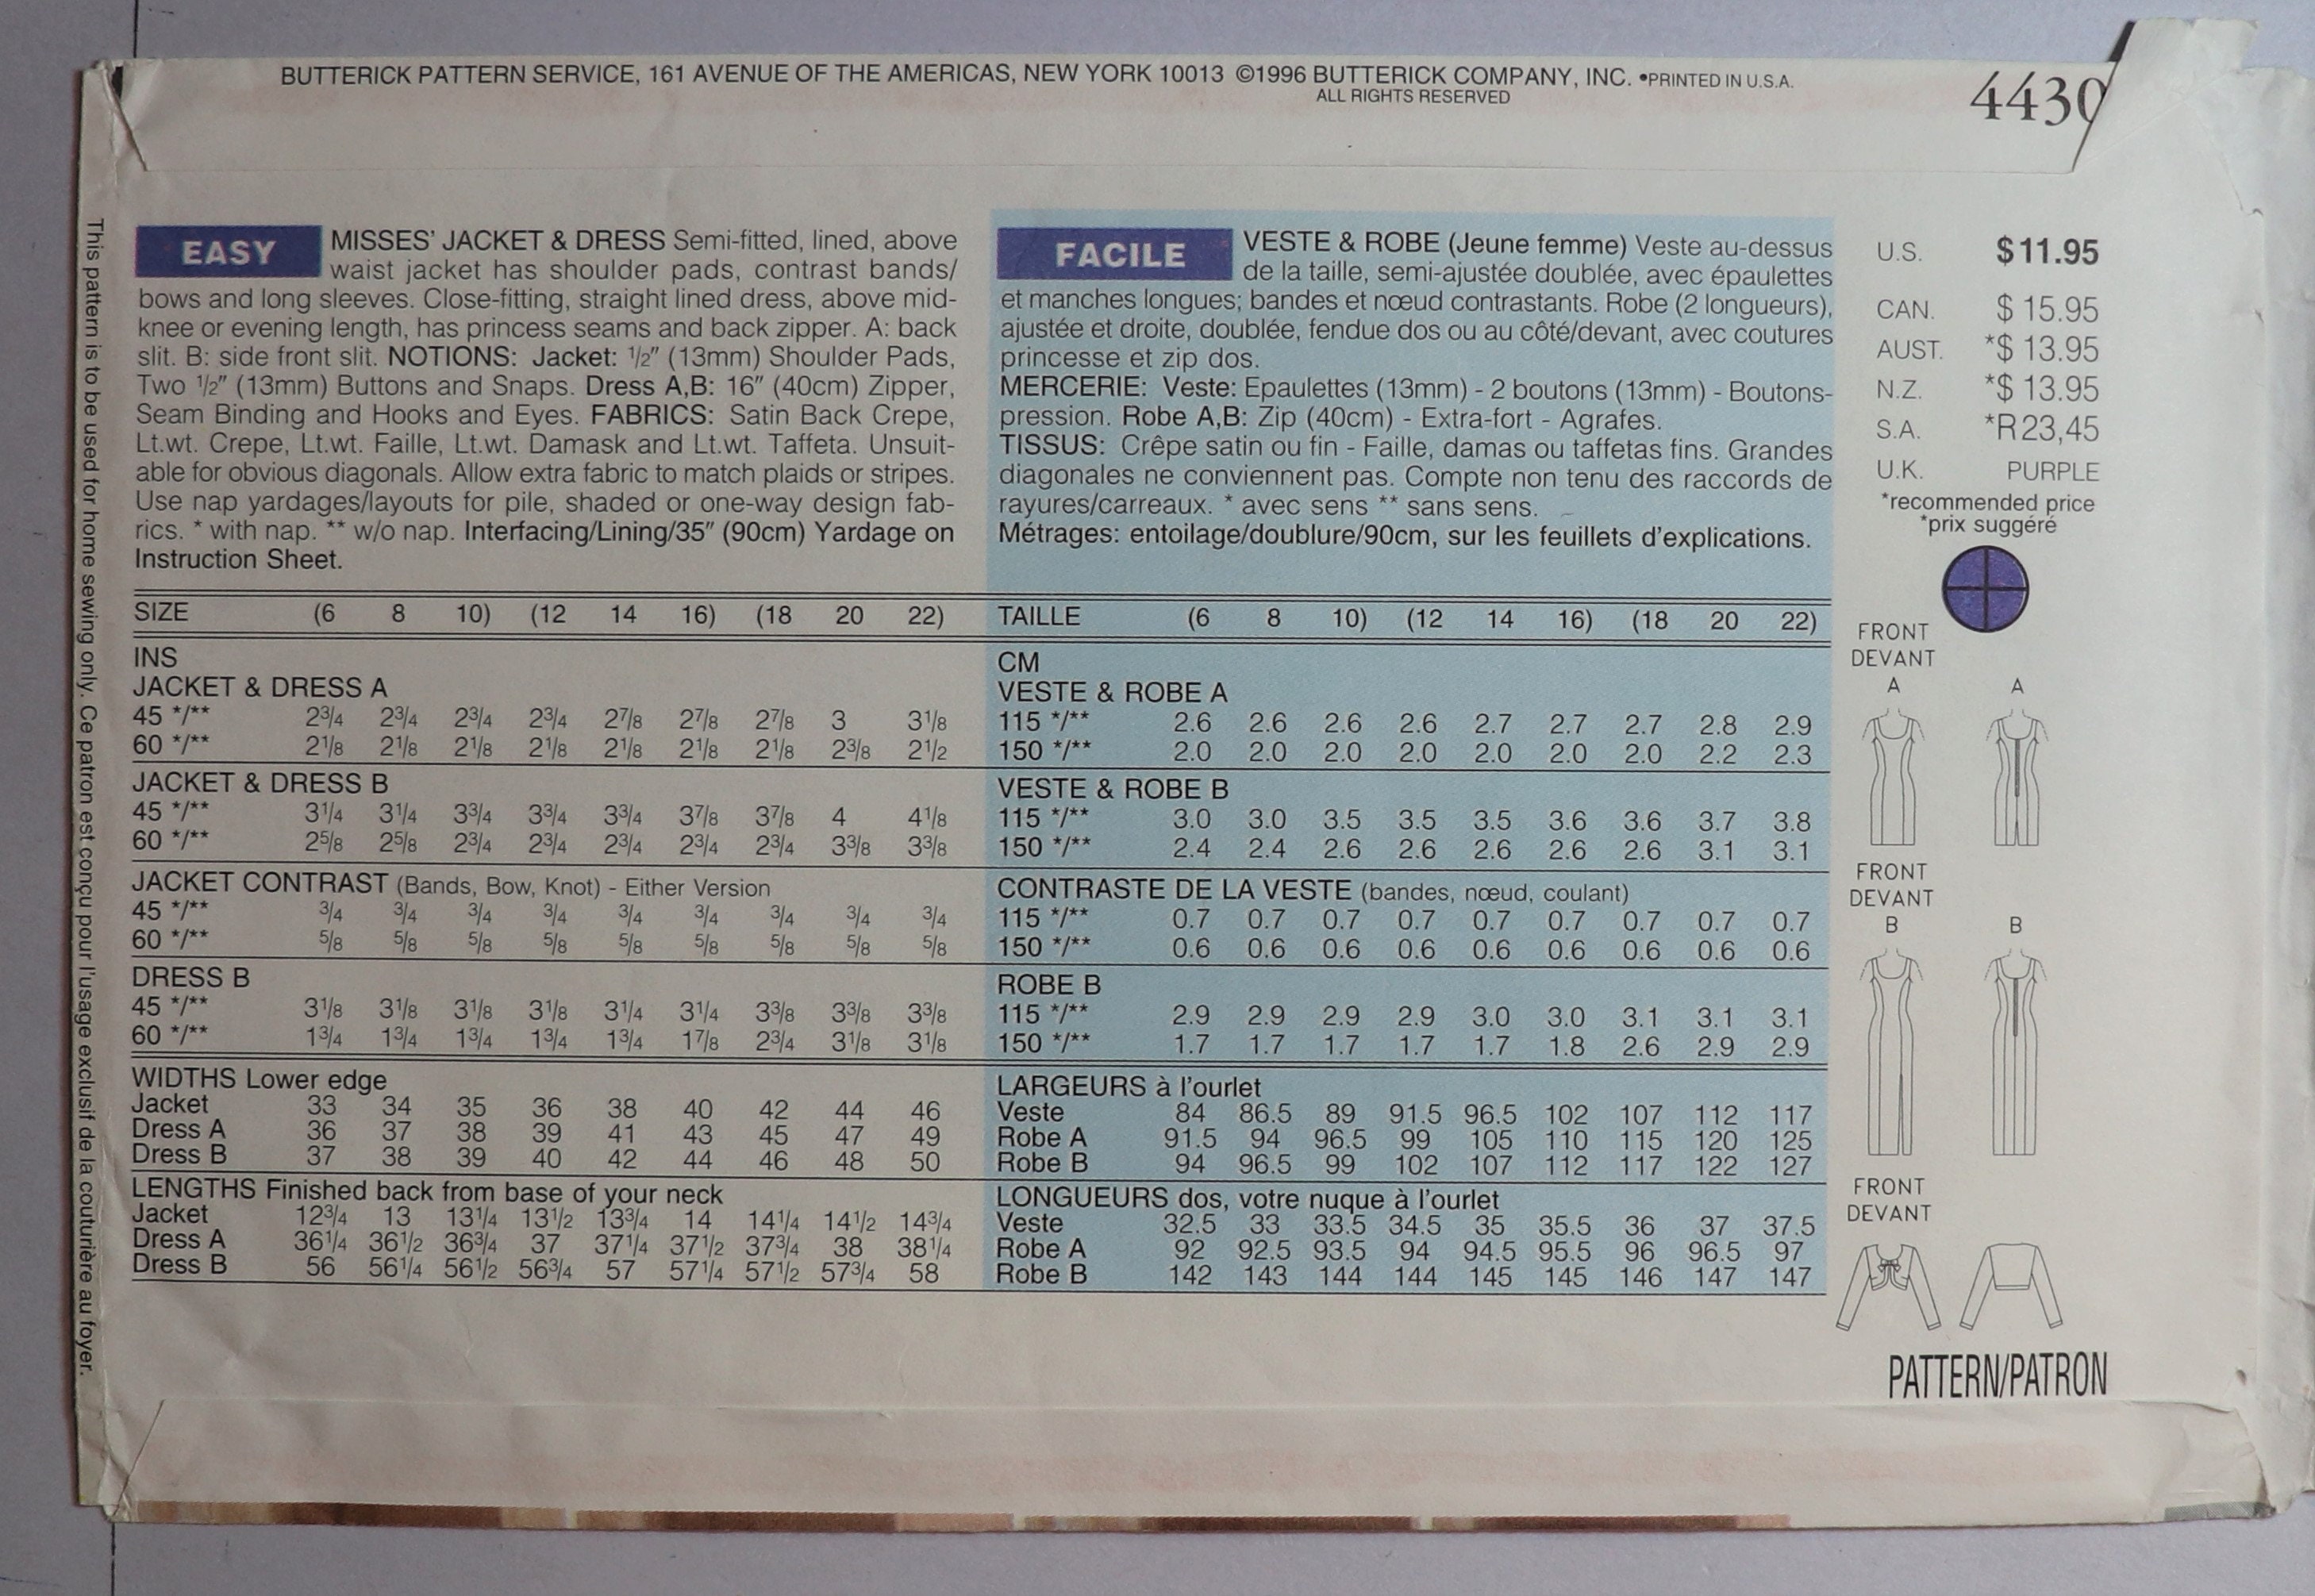 BUTTERICK PATTERN SERVICE, 161 AVENUE OF THE AMERICAS, NEW YORK 10013 ©1996 BUTTERICK COMPANY, INC. •PRINTED IN U.S.A.
ALL RIGHTS RESERVED
4430
This pattern is to be used for home sewing only. Ce patron est conçu pour l'usage exclusif de la couturière au foyer.
EASY MISSES' JACKET & DRESS Semi-fitted, lined, above
waist jacket has shoulder pads, contrast bands/
bows and long sleeves. Close-fitting, straight lined dress, above mid-
knee or evening length, has princess seams and back zipper. A: back
slit. B: side front slit. NOTIONS: Jacket: 1/2" (13mm) Shoulder Pads,
Two 1/2" (13mm) Buttons and Snaps. Dress A,B: 16" (40cm) Zipper,
Seam Binding and Hooks and Eyes. FABRICS: Satin Back Crepe,
Lt.wt. Crepe, Lt.wt. Faille, Lt.wt. Damask and Lt.wt. Taffeta. Unsuit-
able for obvious diagonals. Allow extra fabric to match plaids or stripes.
Use nap yardages/layouts for pile, shaded or one-way design fab-
rics. * with nap. ** w/o nap. Interfacing/Lining/35" (90cm) Yardage on
Instruction Sheet.
SIZE (6 8 10) (12 14 16) (18 20 22)
INS
JACKET & DRESS A
45 */** 2 3/4 2 3/4 2 3/4 2 3/4 2 7/8 2 7/8 2 7/8 3 3 1/8
60 */** 2 1/8 2 1/8 2 1/8 2 1/8 2 1/8 2 1/8 2 1/8 2 3/8 2 1/2
JACKET & DRESS B
45 */** 3 1/4 3 1/4 3 3/4 3 3/4 3 3/4 3 7/8 3 7/8 4 4 1/8
60 */** 2 5/8 2 5/8 2 3/4 2 3/4 2 3/4 2 3/4 2 3/4 3 3/8 3 3/8
JACKET CONTRAST (Bands, Bow, Knot) - Either Version
45 */** 3/4 3/4 3/4 3/4 3/4 3/4 3/4 3/4 3/4
60 */** 5/8 5/8 5/8 5/8 5/8 5/8 5/8 5/8 5/8
DRESS B
45 */** 3 1/8 3 1/8 3 1/8 3 1/8 3 1/4 3 1/4 3 3/8 3 3/8 3 3/8
60 */** 1 3/4 1 3/4 1 3/4 1 3/4 1 3/4 1 7/8 2 3/4 3 1/8 3 1/8
WIDTHS Lower edge
Jacket 33 34 35 36 38 40 42 44 46
Dress A 36 37 38 39 41 43 45 47 49
Dress B 37 38 39 40 42 44 46 48 50
LENGTHS Finished back from base of your neck
Jacket 12 3/4 13 13 1/4 13 1/2 13 3/4 14 14 1/4 14 1/2 14 3/4
Dress A 36 1/4 36 1/2 36 3/4 37 37 1/4 37 1/2 37 3/4 38 38 1/4
Dress B 56 56 1/4 56 1/2 56 3/4 57 57 1/4 57 1/2 57 3/4 58
FACILE VESTE & ROBE (Jeune femme) Veste au-dessus
de la taille, semi-ajustée doublée, avec épaulettes
et manches longues; bandes et nœud contrastants. Robe (2 longueurs),
ajustée et droite, doublée, fendue dos ou au côté/devant, avec coutures
princesse et zip dos.
MERCERIE: Veste: Epaulettes (13mm) - 2 boutons (13mm) - Boutons-
pression. Robe A,B: Zip (40cm) - Extra-fort - Agrafes.
TISSUS: Crêpe satin ou fin - Faille, damas ou taffetas fins. Grandes
diagonales ne conviennent pas. Compte non tenu des raccords de
rayures/carreaux. * avec sens ** sans sens.
Métrages: entoilage/doublure/90cm, sur les feuillets d'explications.
TAILLE (6 8 10) (12 14 16) (18 20 22)
CM
VESTE & ROBE A
115 */** 2.6 2.6 2.6 2.6 2.7 2.7 2.7 2.8 2.9
150 */** 2.0 2.0 2.0 2.0 2.0 2.0 2.0 2.2 2.3
VESTE & ROBE B
115 */** 3.0 3.0 3.5 3.5 3.5 3.6 3.6 3.7 3.8
150 */** 2.4 2.4 2.6 2.6 2.6 2.6 2.6 3.1 3.1
CONTRASTE DE LA VESTE (bandes, nœud, coulant)
115 */** 0.7 0.7 0.7 0.7 0.7 0.7 0.7 0.7 0.7
150 */** 0.6 0.6 0.6 0.6 0.6 0.6 0.6 0.6 0.6
ROBE B
115 */** 2.9 2.9 2.9 2.9 3.0 3.0 3.1 3.1 3.1
150 */** 1.7 1.7 1.7 1.7 1.7 1.8 2.6 2.9 2.9
LARGEURS à l'ourlet
Veste 84 86.5 89 91.5 96.5 102 107 112 117
Robe A 91.5 94 96.5 99 105 110 115 120 125
Robe B 94 96.5 99 102 107 112 117 122 127
LONGUEURS dos, votre nuque à l'ourlet
Veste 32.5 33 33.5 34.5 35 35.5 36 37 37.5
Robe A 92 92.5 93.5 94 94.5 95.5 96 96.5 97
Robe B 142 143 144 144 145 145 146 147 147
U.S. $11.95
CAN. $ 15.95
AUST. *$ 13.95
N.Z. *$ 13.95
S.A. *R23,45
U.K. PURPLE
*recommended price
*prix suggéré
FRONT
DEVANT
A A
FRONT
DEVANT
B B
FRONT
DEVANT
PATTERN/PATRON